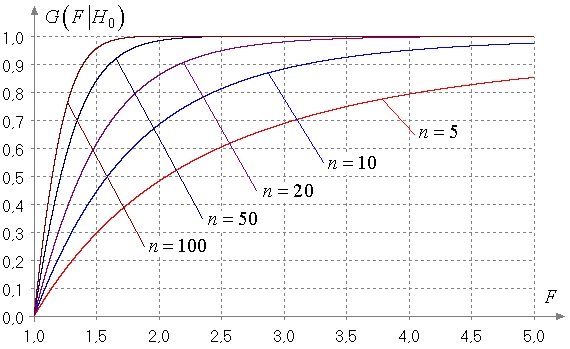 G(F|H₀)
1,0
0,9
0,8
0,7
0,6
0,5
0,4
0,3
0,2
0,1
0,0
n = 5
n = 10
n = 20
n = 50
n = 100
F
1,0 1,5 2,0 2,5 3,0 3,5 4,0 4,5 5,0